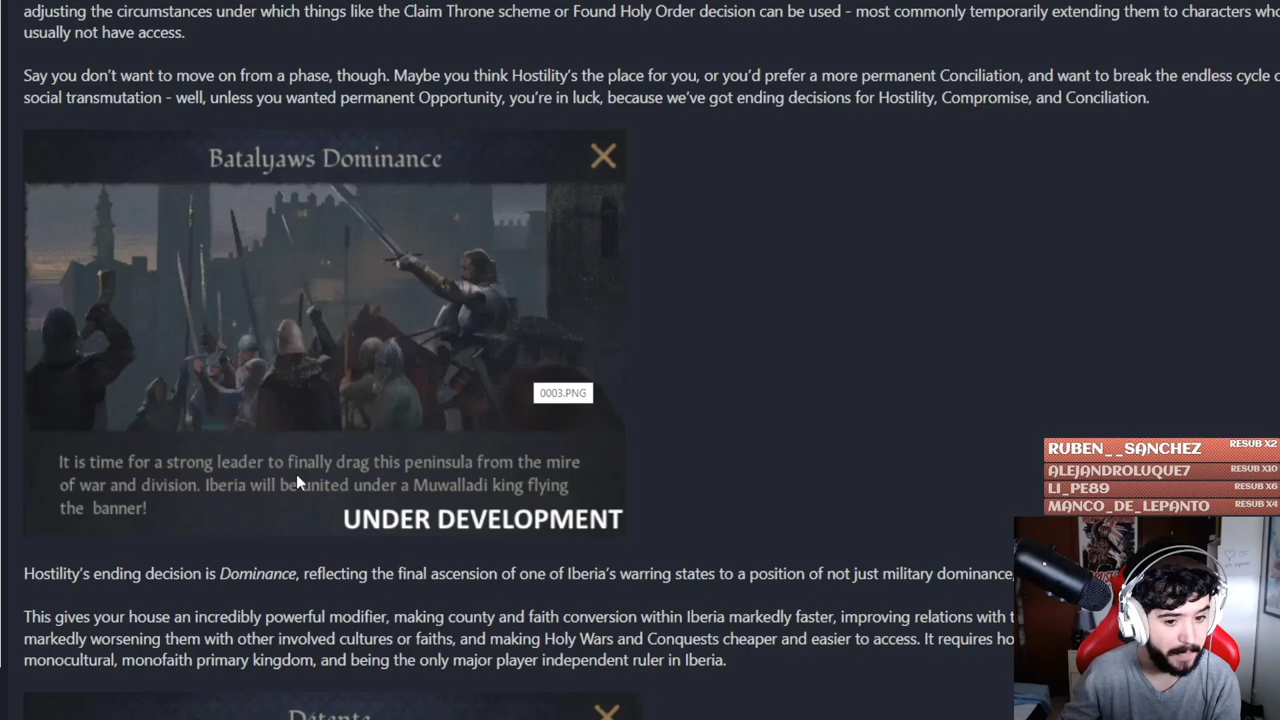 adjusting the circumstances under which things like the Claim Throne scheme or Found Holy Order decision can be used - most commonly temporarily extending them to characters who
usually not have access.
Say you don't want to move on from a phase, though. Maybe you think Hostility's the place for you, or you'd prefer a more permanent Conciliation, and want to break the endless cycle
social transmutation - well, unless you wanted permanent Opportunity, you're in luck, because we've got ending decisions for Hostility, Compromise, and Conciliation.
Batalyaws Dominance
0003.PNG
It is time for a strong leader to finally drag this peninsula from the mire
of war and division. Iberia will be united under a Muwalladi king flying
the banner!
UNDER DEVELOPMENT
RUBEN__SANCHEZ RESUB X2
ALEJANDROLUQUE7 RESUB X10
LI_PE89 RESUB X6
MANCO_DE_LEPANTO RESUB X4
Hostility's ending decision is Dominance, reflecting the final ascension of one of Iberia's warring states to a position of not just military dominance,
This gives your house an incredibly powerful modifier, making county and faith conversion within Iberia markedly faster, improving relations with
markedly worsening them with other involved cultures or faiths, and making Holy Wars and Conquests cheaper and easier to access. It requires
monocultural, monofaith primary kingdom, and being the only major player independent ruler in Iberia.
Détente